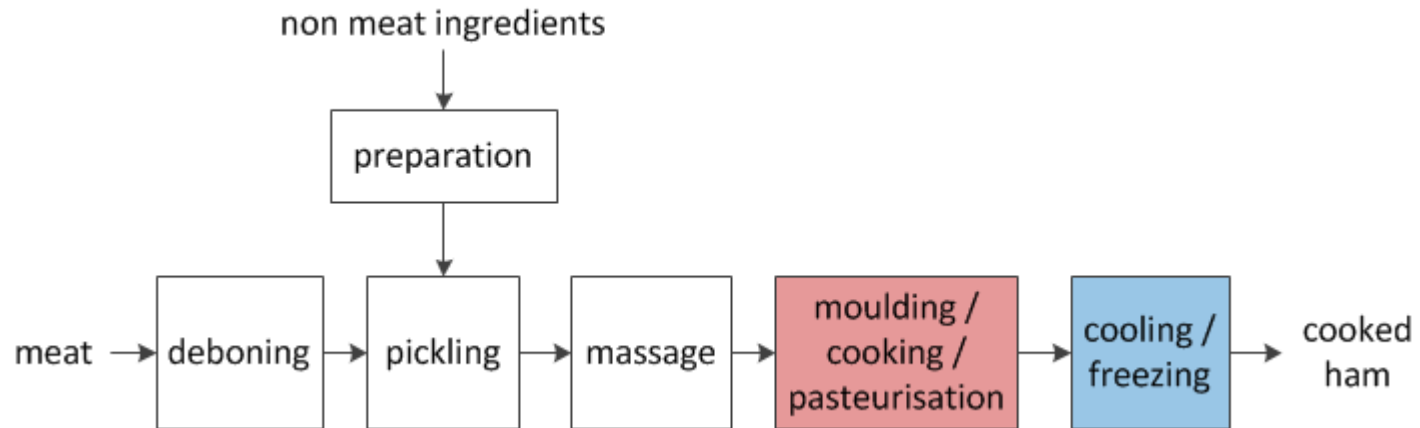 non meat ingredients
preparation
meat
deboning
pickling
massage
moulding /
cooking /
pasteurisation
cooling /
freezing
cooked
ham